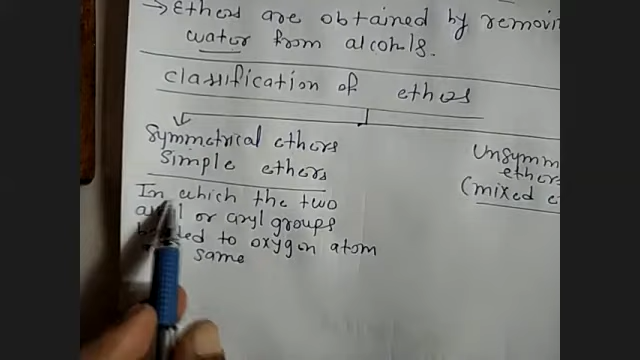 → Ethers are obtained by removi
water from alcohols.
classification of ethers
Symmetrical ethers
Simple ethers
In which the two
or aryl groups
to oxygen atom
same
Unsymm
ethers
(mixed e